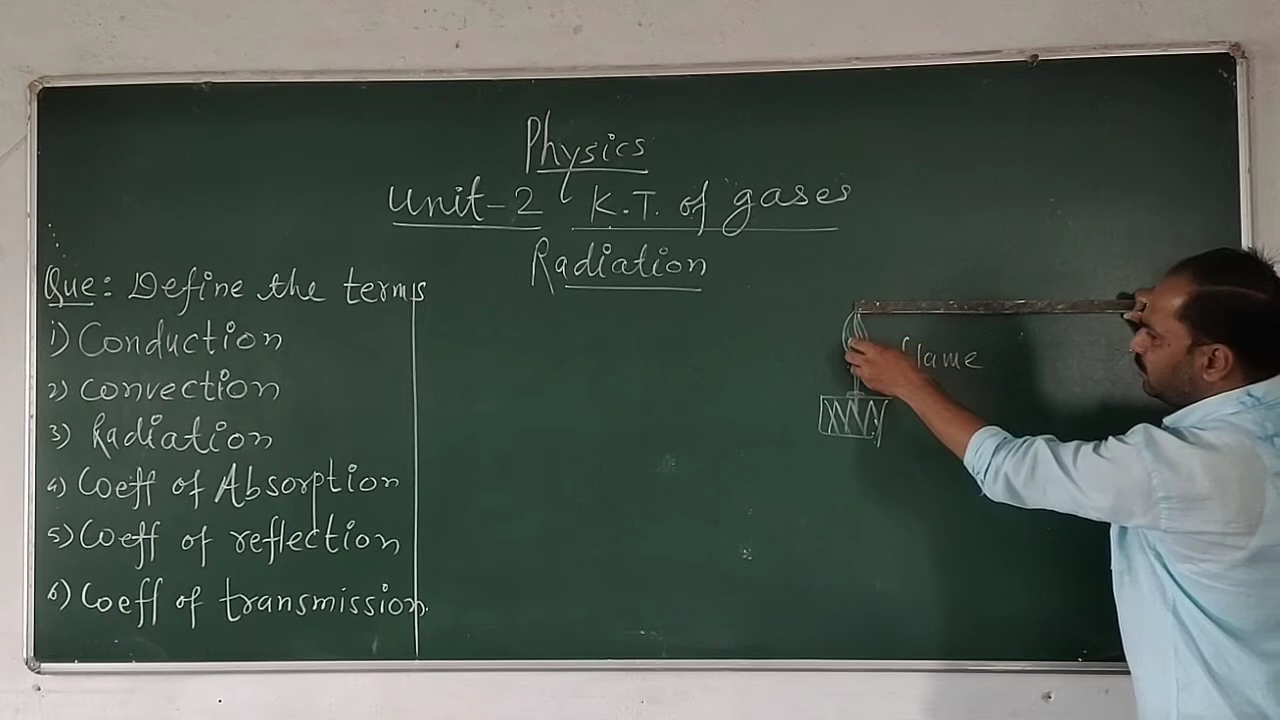 Physics
Unit-2 K.T. of gases
Radiation
Que: Define the terms
1) Conduction
2) Convection
3) Radiation
4) Coeff of Absorption
5) Coeff of reflection
6) Coeff of transmission.
flame